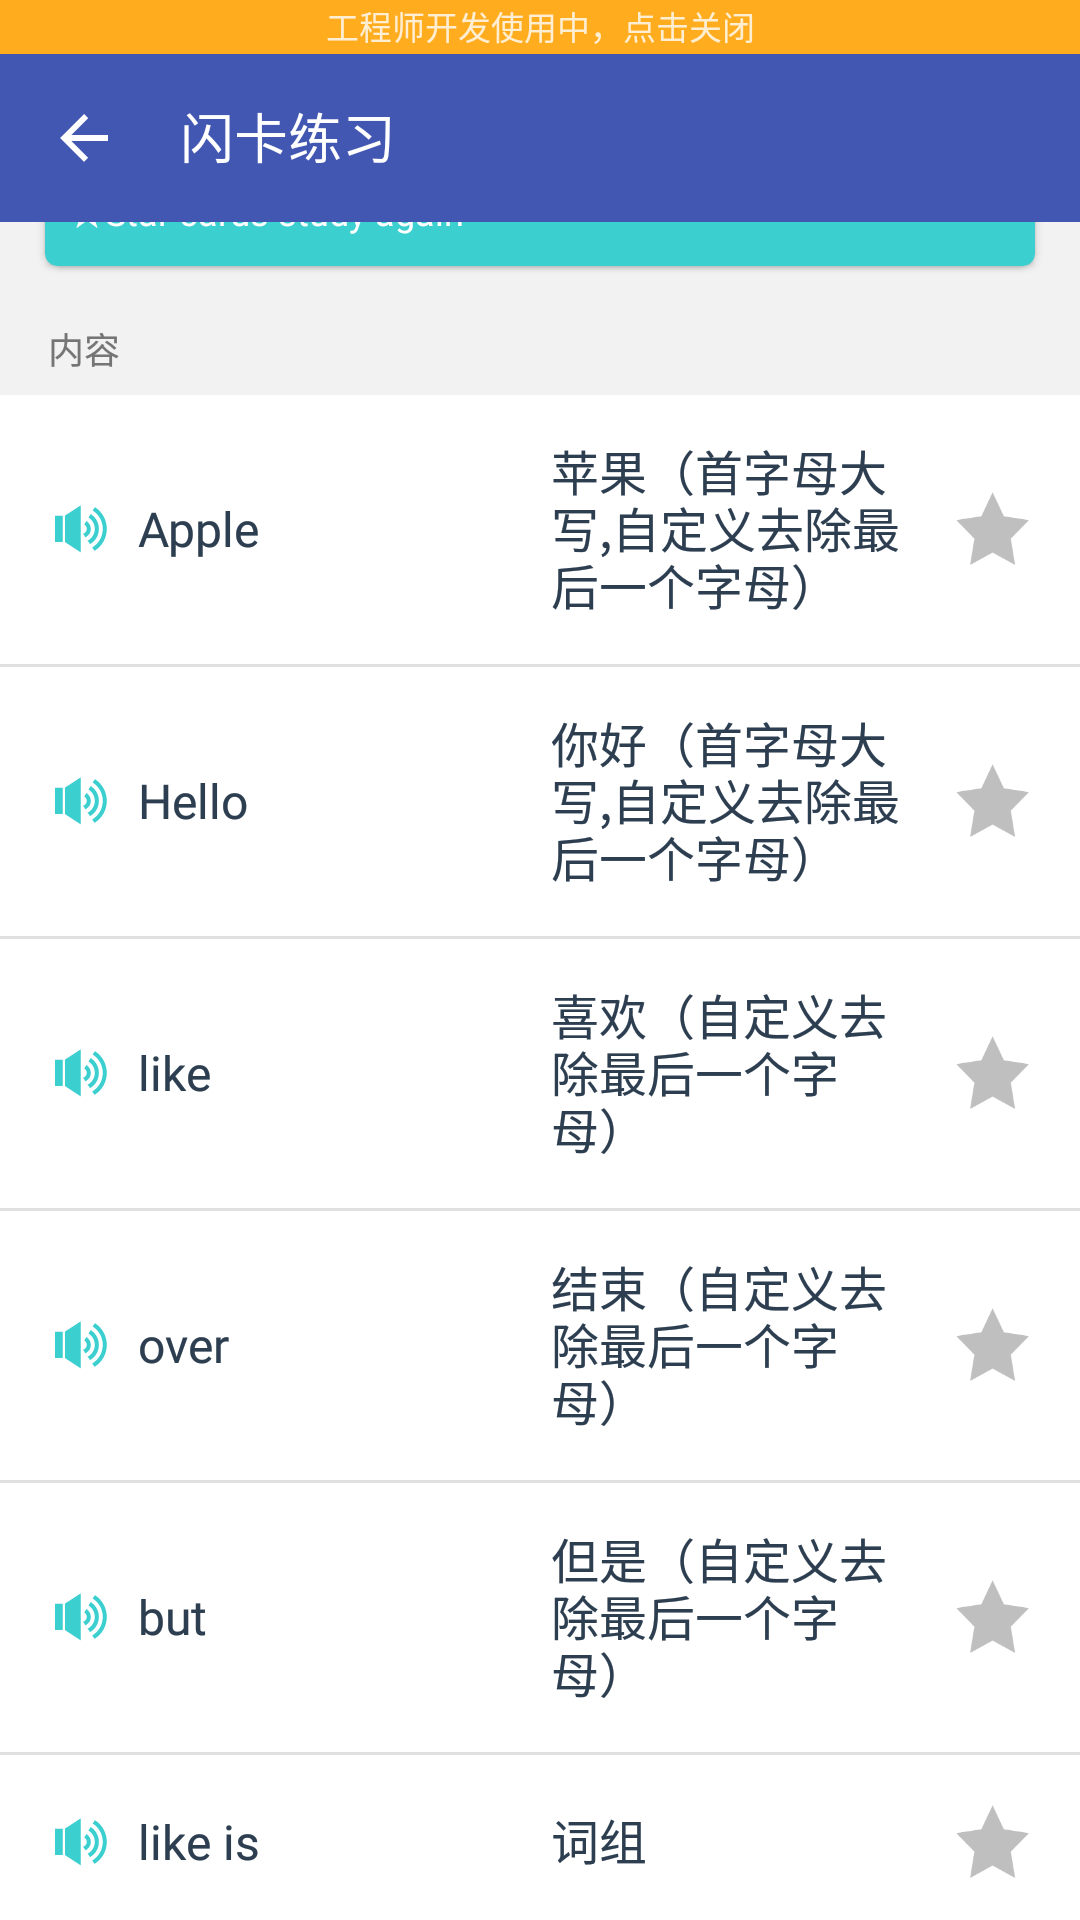 工程师开发使用中，点击关闭
闪卡练习
Star cards study again
内容
Apple
苹果（首字母大
写,自定义去除最
后一个字母）
Hello
你好（首字母大
写,自定义去除最
后一个字母）
like
喜欢（自定义去
除最后一个字
母）
over
结束（自定义去
除最后一个字
母）
but
但是（自定义去
除最后一个字
母）
like is
词组